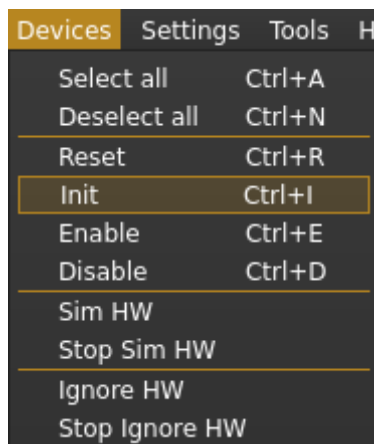 Devices Settings Tools H
Select all Ctrl+A
Deselect all Ctrl+N
Reset Ctrl+R
Init Ctrl+I
Enable Ctrl+E
Disable Ctrl+D
Sim HW
Stop Sim HW
Ignore HW
Stop Ignore HW